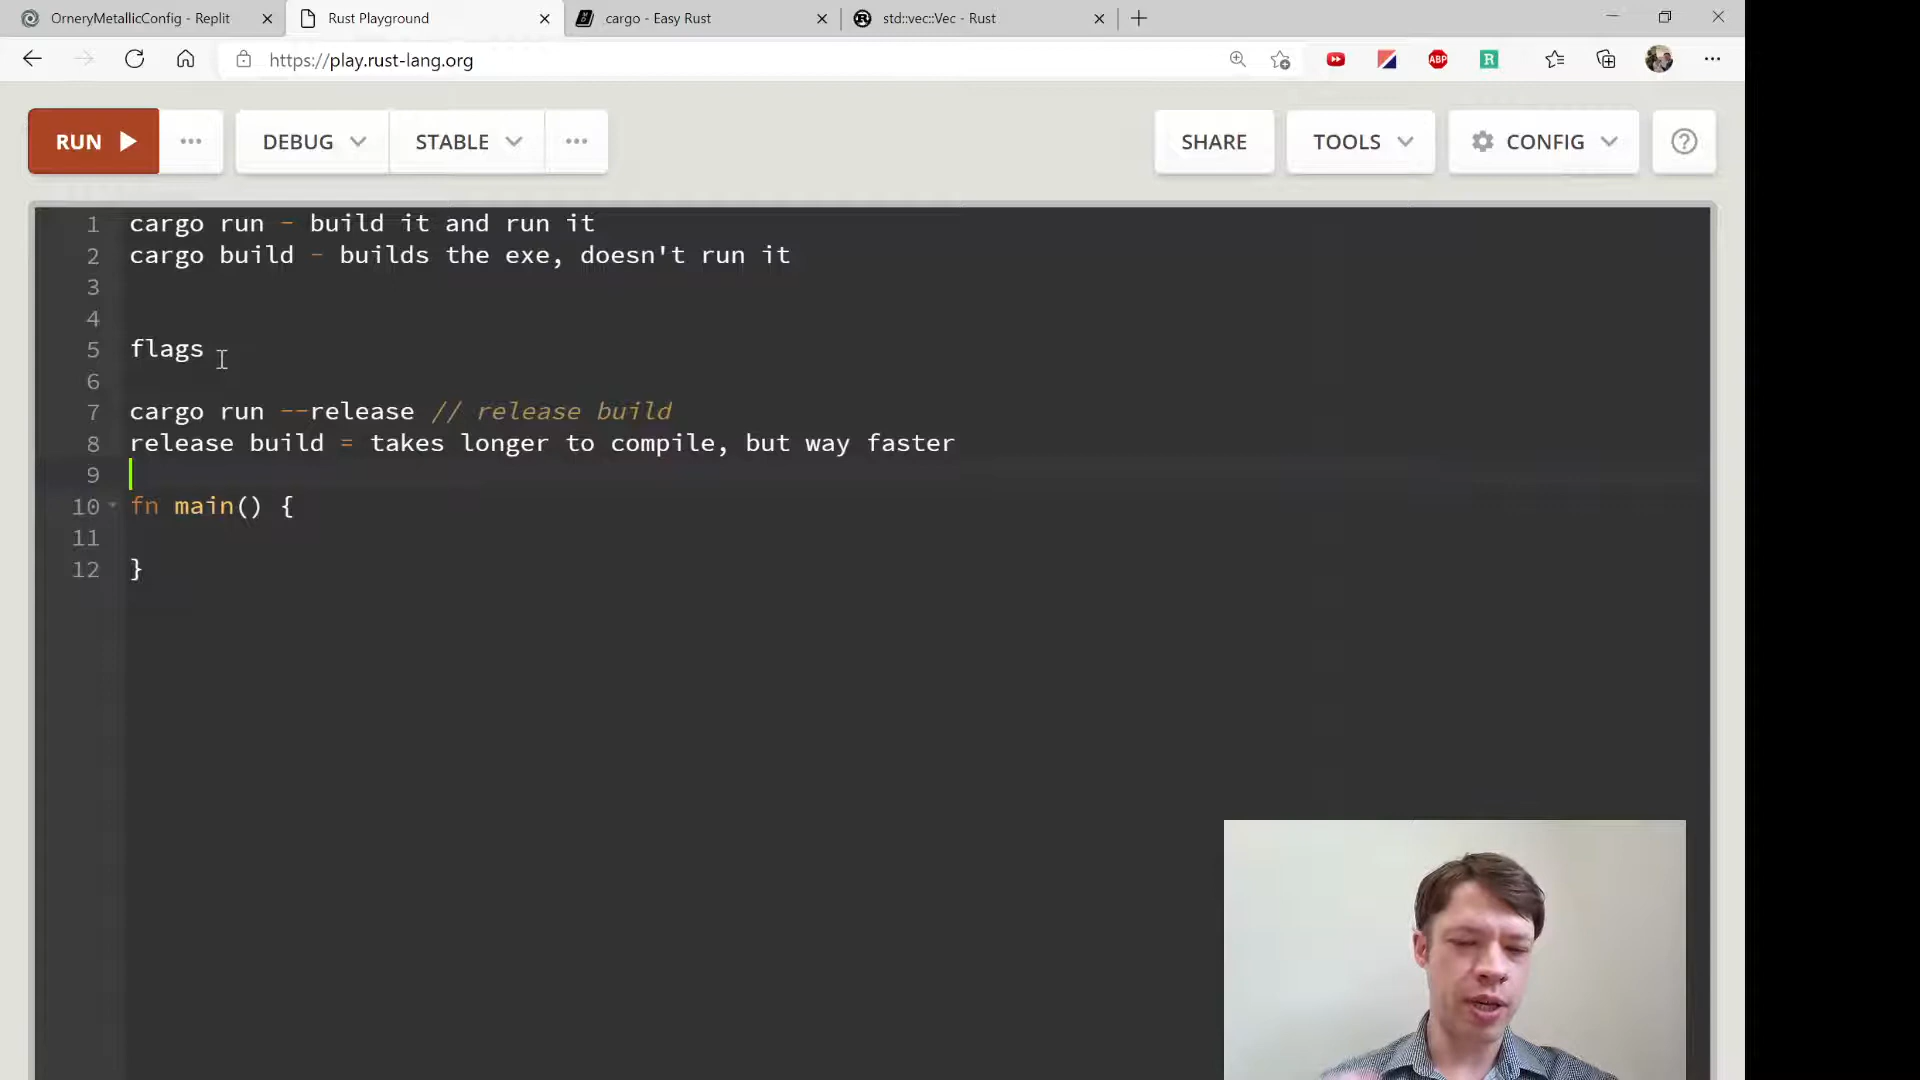 OrneryMetallicConfig - Replit
Rust Playground
cargo - Easy Rust
std::vec::Vec - Rust
https://play.rust-lang.org
ABP
R
RUN
DEBUG
STABLE
SHARE
TOOLS
CONFIG
1 cargo run - build it and run it
2 cargo build - builds the exe, doesn't run it
3
4
5 flags
6
7 cargo run --release // release build
8 release build = takes longer to compile, but way faster
9
10 fn main() {
11
12 }